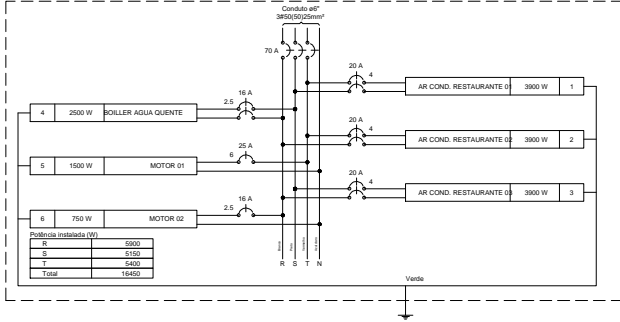 Conduto ø6"
3#50(50)25mm²
70 A
20 A
4
AR COND. RESTAURANTE 01 3900 W 1
16 A
2.5
4 2500 W BOILLER AGUA QUENTE
20 A
4
AR COND. RESTAURANTE 02 3900 W 2
25 A
6
5 1500 W MOTOR 01
20 A
4
AR COND. RESTAURANTE 03 3900 W 3
16 A
2.5
6 750 W MOTOR 02
Potência instalada (W)
R 5900
S 5150
T 5400
Total 16450
R S T N
Verde